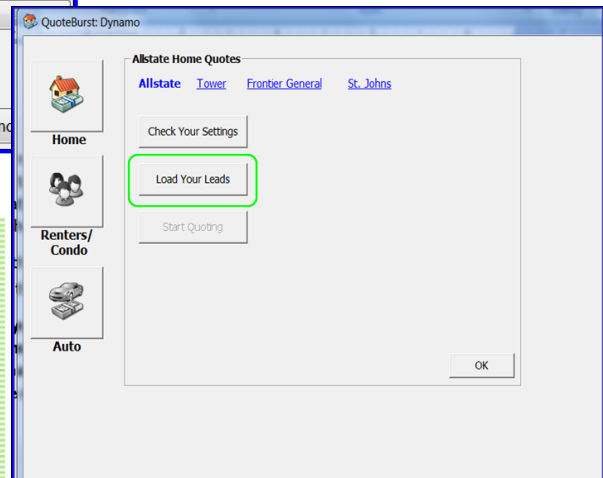 QuoteBurst: Dynamo
Allstate Home Quotes
Allstate Tower Frontier General St. Johns
Check Your Settings
Home
Load Your Leads
Renters/
Condo
Start Quoting
Auto
OK